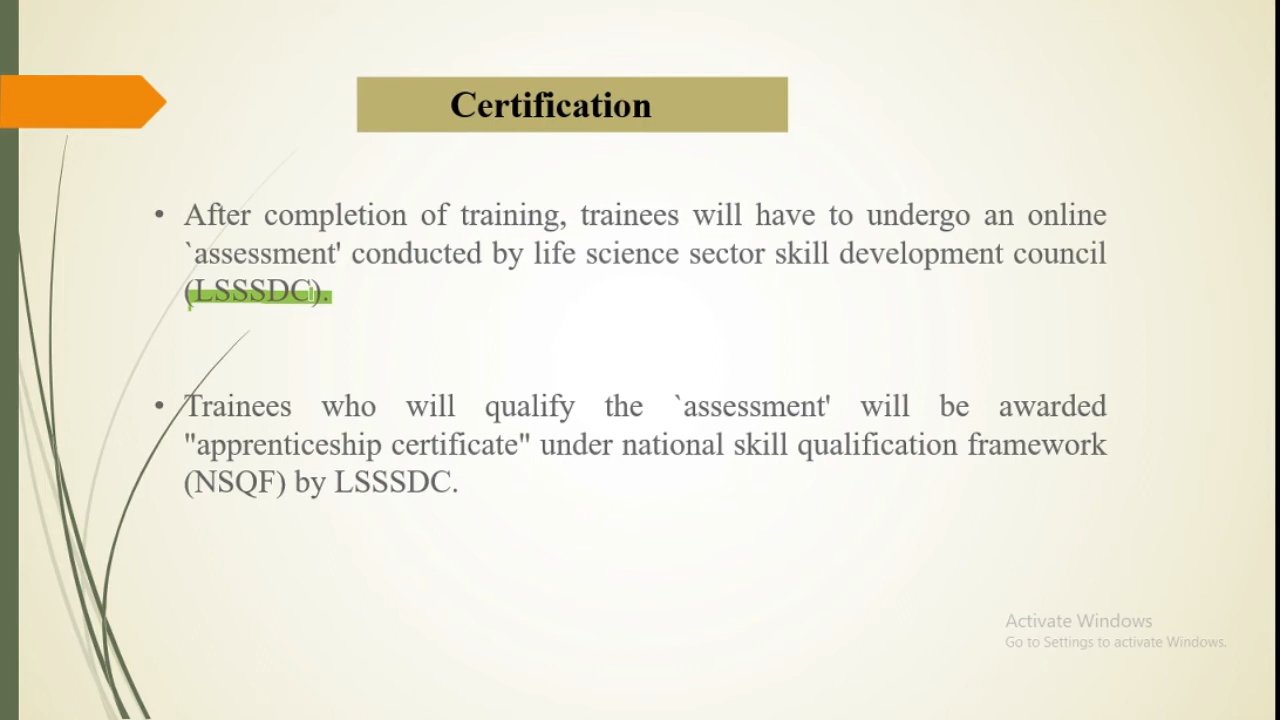 Certification
• After completion of training, trainees will have to undergo an online
`assessment' conducted by life science sector skill development council
(LSSSDC).
• Trainees who will qualify the `assessment' will be awarded
"apprenticeship certificate" under national skill qualification framework
(NSQF) by LSSSDC.
Activate Windows
Go to Settings to activate Windows.